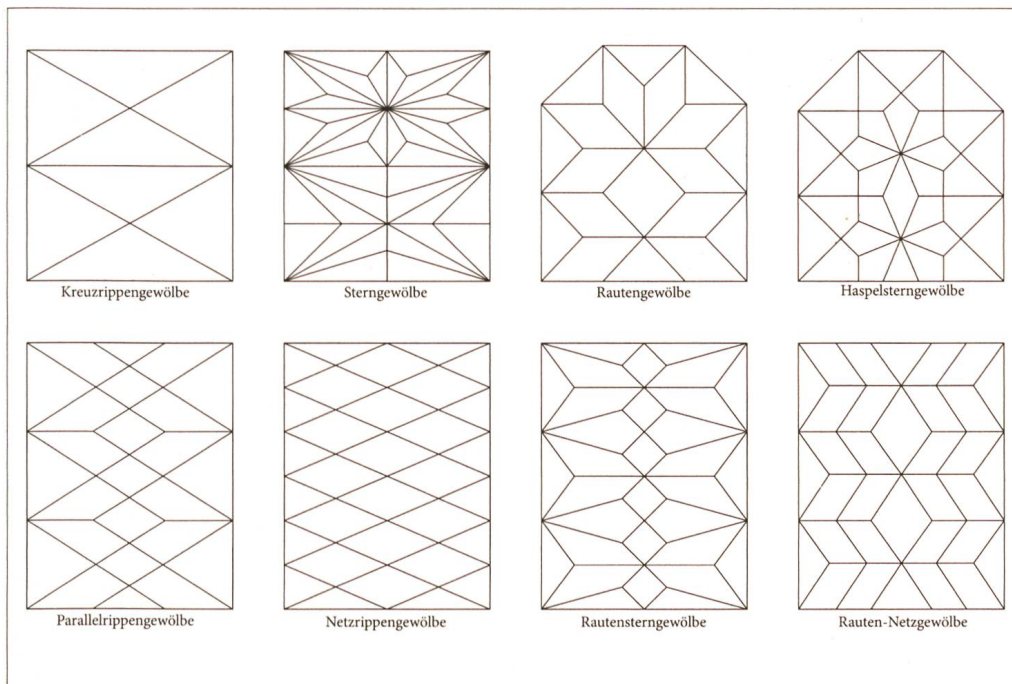 Kreuzrippengewölbe
Sterngewölbe
Rautengewölbe
Haspelsterngewölbe
Parallelrippengewölbe
Netzrippengewölbe
Rautensterngewölbe
Rauten-Netzgewölbe